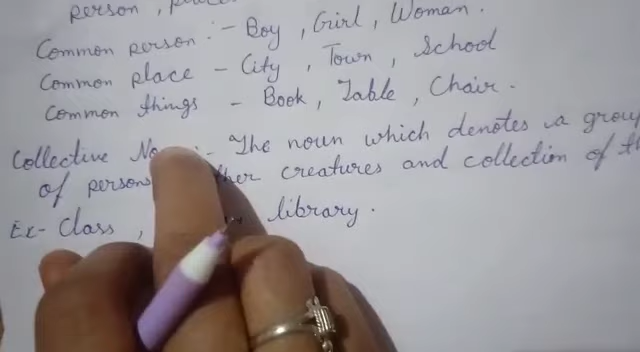 person,
Common person :- Boy, Girl, Woman.
Common place - City, Town, School
Common things - Book, Table, Chair.
Collective :- The noun which denotes a group
of persons creatures and collection of
Ex- Class, library.